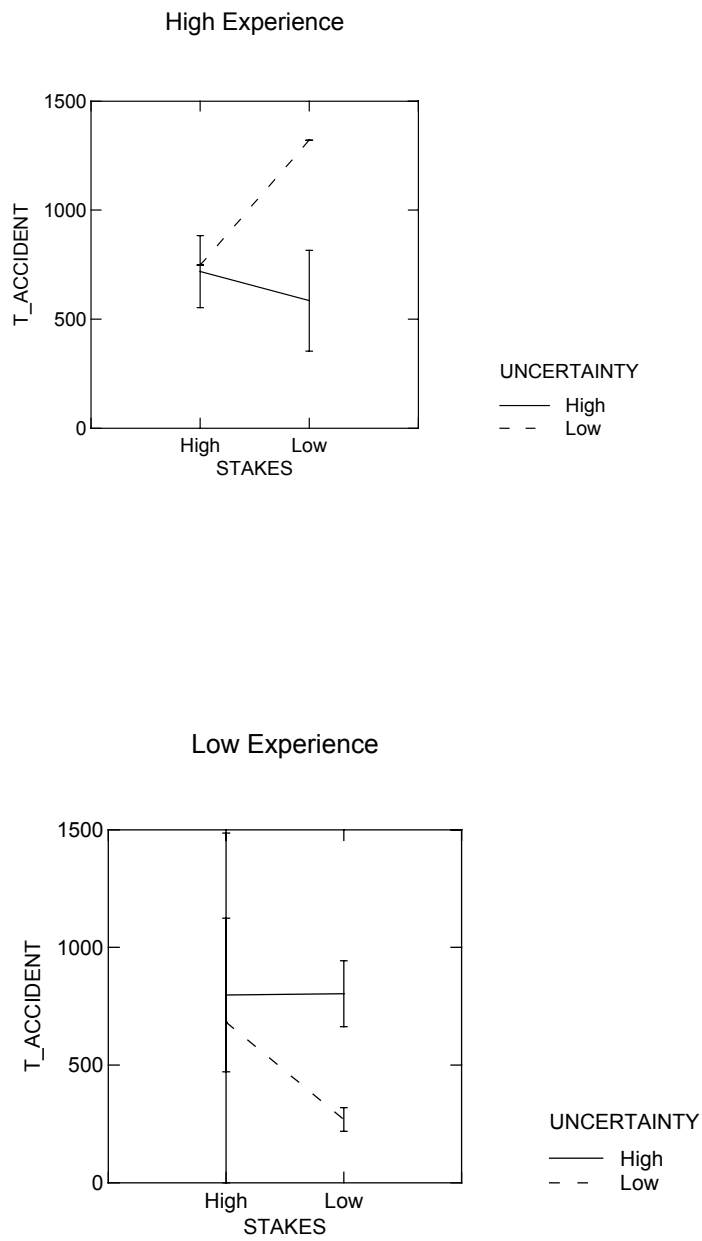 High Experience
1500
1000
500
0
T_ACCIDENT
High Low
STAKES
UNCERTAINTY
High
Low
Low Experience
1500
1000
500
0
T_ACCIDENT
High Low
STAKES
UNCERTAINTY
High
Low